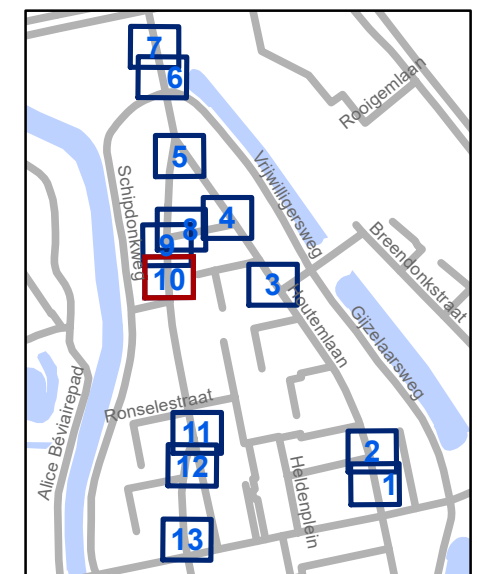 7
6
Rooigemlaan
5
Schipdonkweg
Vrijwilligersweg
4
8
9
Breendonkstraat
10
3
Houtemlaan
Gijzelaarsweg
Alice Béviairepad
Ronselestraat
11
2
12
Heldenplein
1
13